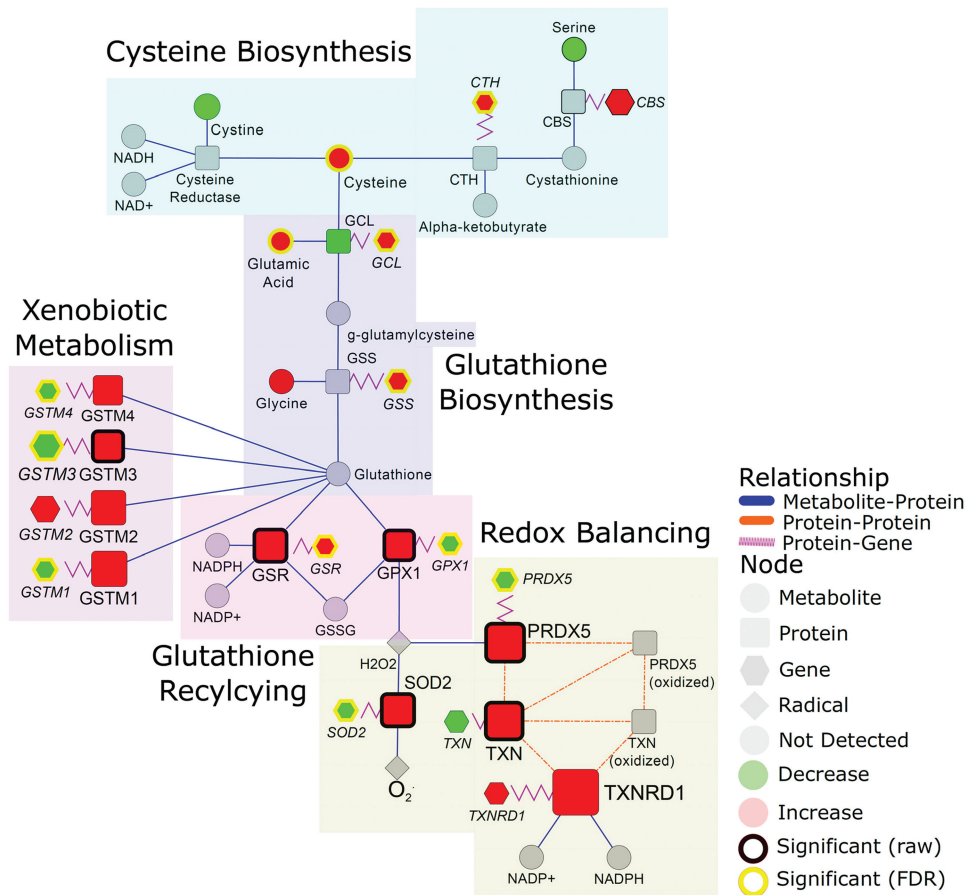 Cysteine Biosynthesis
Serine
CTH
CBS
CBS
Cystine
NADH
NAD+
Cysteine
Reductase
Cysteine
CTH
Cystathionine
Alpha-ketobutyrate
GCL
Glutamic
Acid
GCL
g-glutamylcysteine
GSS
Glycine
GSS
Glutathione
Biosynthesis
Glutathione
Xenobiotic
Metabolism
GSTM4
GSTM4
GSTM3
GSTM3
GSTM2
GSTM2
GSTM1
GSTM1
NADPH
GSR
GSR
GPX1
GPX1
NADP+
GSSG
Glutathione
Recylcying
H2O2
SOD2
SOD2
O2·
Redox Balancing
PRDX5
PRDX5
PRDX5
(oxidized)
TXN
TXN
TXN
(oxidized)
TXNRD1
TXNRD1
NADP+
NADPH
Relationship
Metabolite-Protein
Protein-Protein
Protein-Gene
Node
Metabolite
Protein
Gene
Radical
Not Detected
Decrease
Increase
Significant (raw)
Significant (FDR)